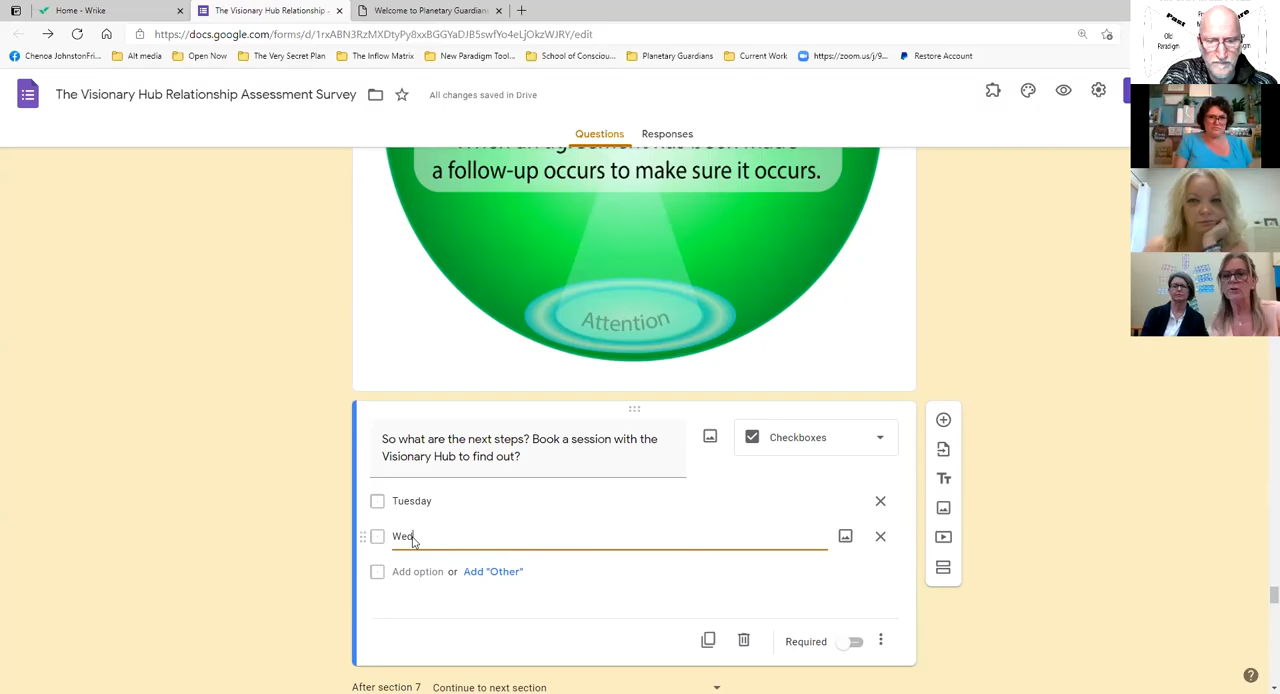 Home - Wrike
The Visionary Hub Relationship
Welcome to Planetary Guardians
https://docs.google.com/forms/d/1rxABN3RzMXDtyPy8xxBGGYaDJB5swfYo4eLjOkzWJRY/edit
Chenoa JohnstonFri...
Alt media
Open Now
The Very Secret Plan
The Inflow Matrix
New Paradigm Tool...
School of Consciou...
Planetary Guardians
Current Work
https://zoom.us/j/9...
Restore Account
Past
Old
Paradigm
The Visionary Hub Relationship Assessment Survey
All changes saved in Drive
Questions
Responses
a follow-up occurs to make sure it occurs.
Attention
So what are the next steps? Book a session with the
Visionary Hub to find out?
Checkboxes
Tuesday
Wed
Add option or Add "Other"
Required
After section 7 Continue to next section